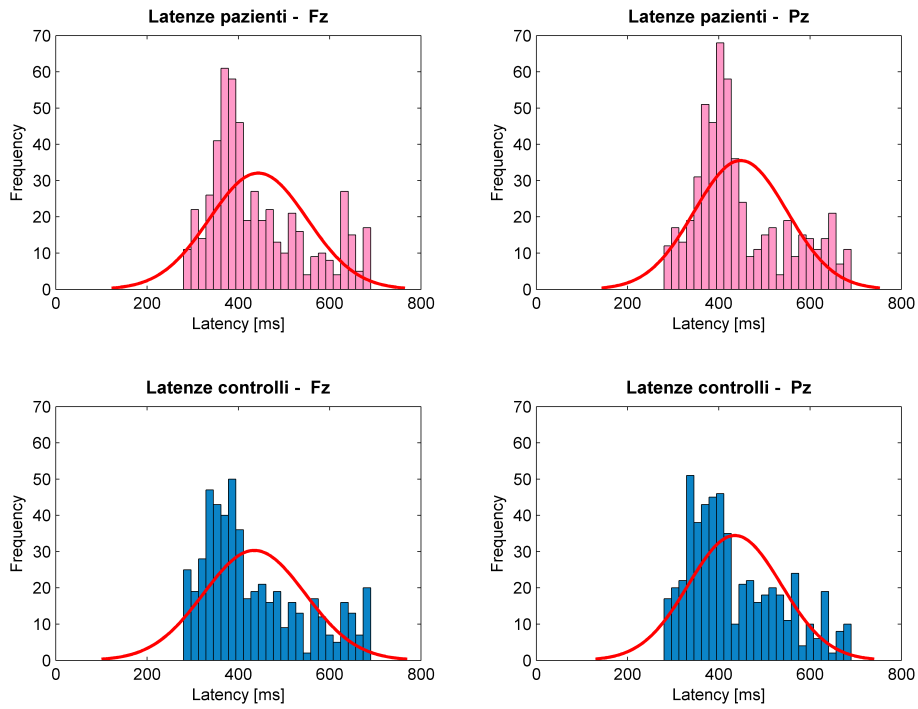 Latenze pazienti - Fz
Frequency
70
60
50
40
30
20
10
0
0 200 400 600 800
Latency [ms]
Latenze pazienti - Pz
Frequency
70
60
50
40
30
20
10
0
0 200 400 600 800
Latency [ms]
Latenze controlli - Fz
Frequency
70
60
50
40
30
20
10
0
0 200 400 600 800
Latency [ms]
Latenze controlli - Pz
Frequency
70
60
50
40
30
20
10
0
0 200 400 600 800
Latency [ms]